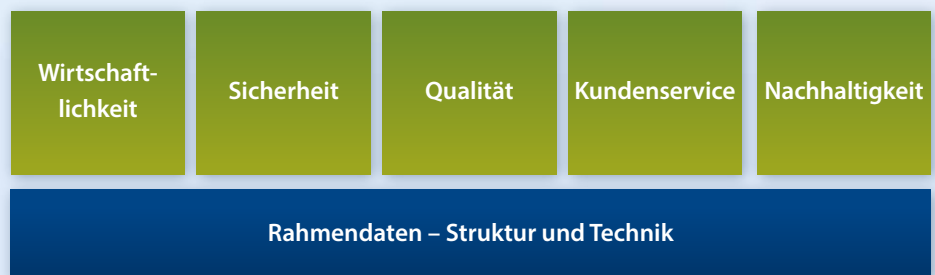 Wirtschaft-
lichkeit
Sicherheit
Qualität
Kundenservice
Nachhaltigkeit
Rahmendaten – Struktur und Technik